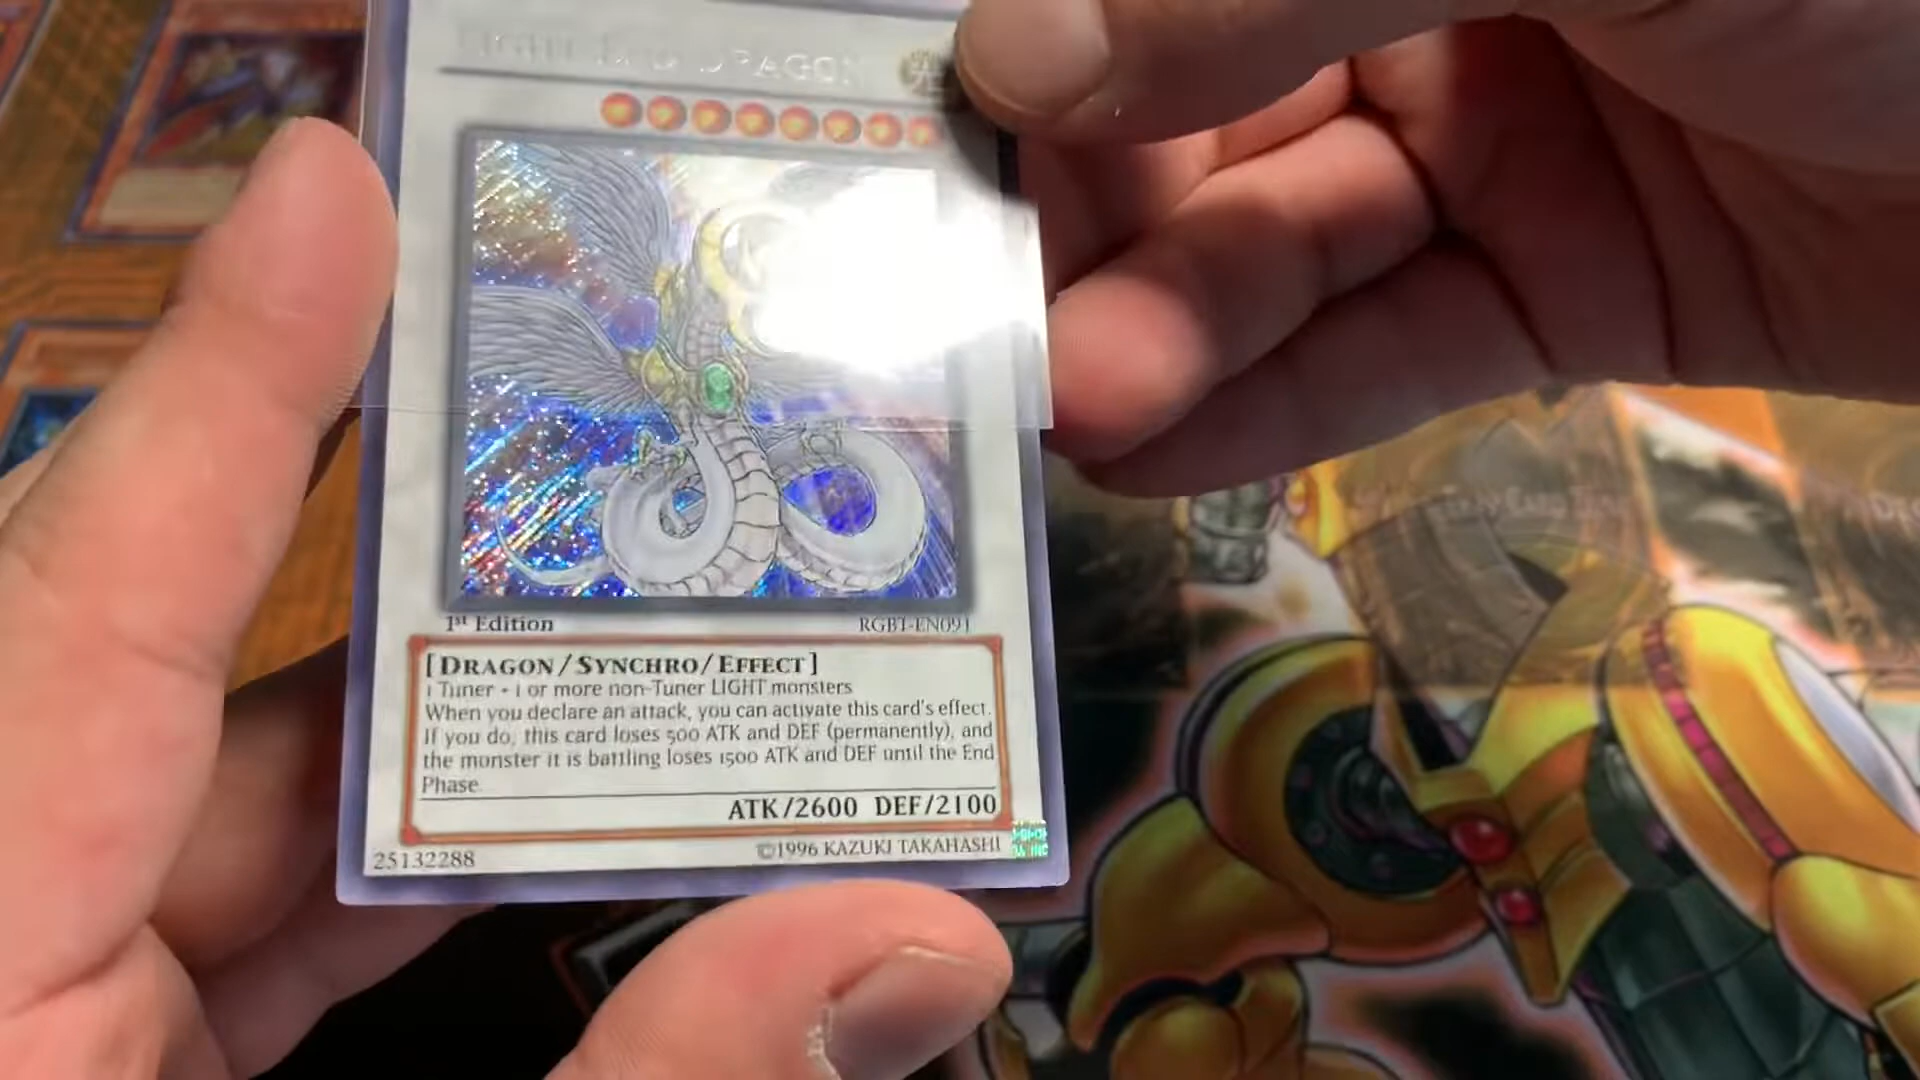 LIGHT END DRAGON
1st Edition
RGBT-EN091
[DRAGON/SYNCHRO/EFFECT]
1 Tuner + 1 or more non-Tuner LIGHT monsters
When you declare an attack, you can activate this card's effect.
If you do, this card loses 500 ATK and DEF (permanently), and
the monster it is battling loses 1500 ATK and DEF until the End
Phase.
ATK/2600 DEF/2100
25132288
©1996 KAZUKI TAKAHASHI